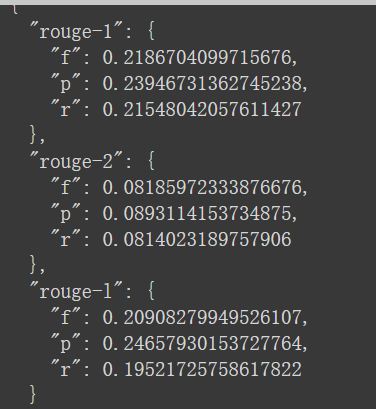 {
"rouge-1": {
"f": 0.2186704099715676,
"p": 0.23946731362745238,
"r": 0.21548042057611427
},
"rouge-2": {
"f": 0.08185972333876676,
"p": 0.0893114153734875,
"r": 0.0814023189757906
},
"rouge-l": {
"f": 0.20908279949526107,
"p": 0.24657930153727764,
"r": 0.19521725758617822
}